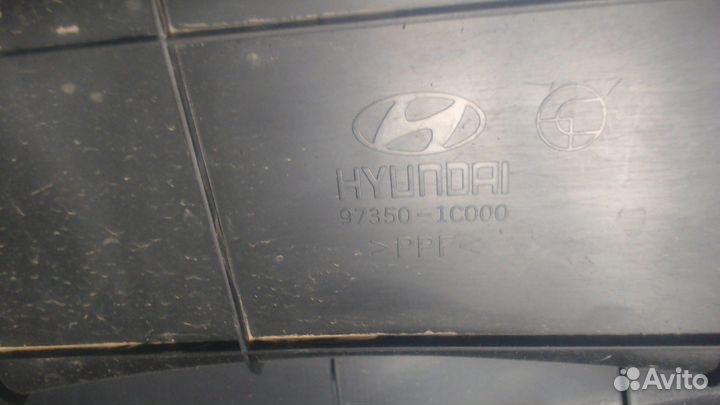 HYUNDAI
97350-1C000
>PPF<
Avito